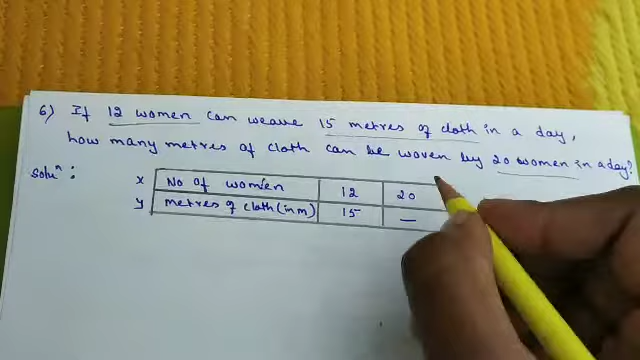 6) If 12 women can weave 15 metres of cloth in a day,
how many metres of cloth can be woven by 20 women in a day?
Soluⁿ :
x No of women 12 20
y metres of cloth (in m) 15 —